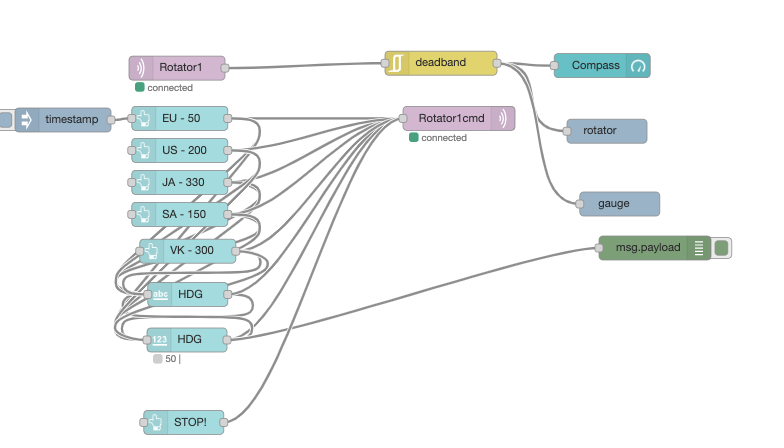 Rotator1
deadband
Compass
connected
timestamp
EU - 50
Rotator1cmd
rotator
connected
US - 200
JA - 330
SA - 150
gauge
VK - 300
msg.payload
abc
HDG
123
HDG
50 |
STOP!